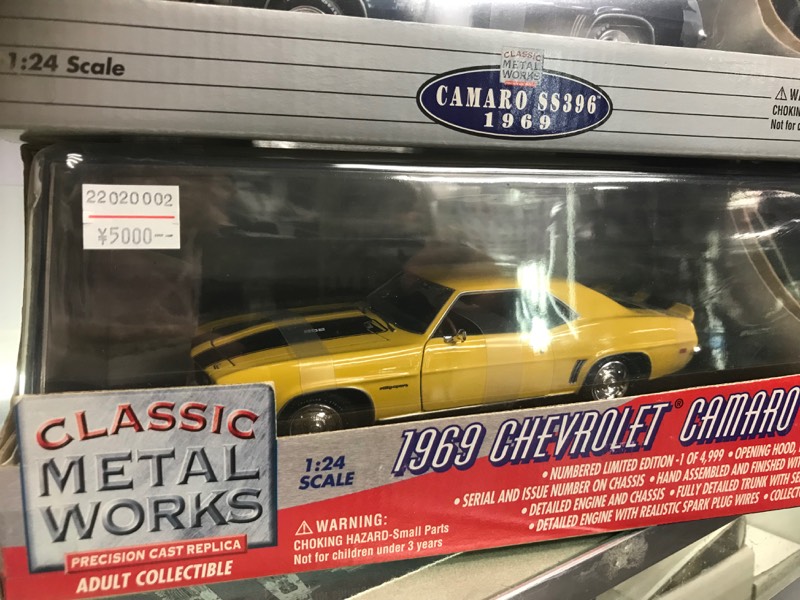 1:24 Scale
CLASSIC
METAL
WORKS
CAMARO SS396
1969
⚠ WA
CHOKIN
Not for c
22020002
¥5000--
CLASSIC
METAL
WORKS
PRECISION CAST REPLICA
ADULT COLLECTIBLE
1:24
SCALE
⚠ WARNING:
CHOKING HAZARD-Small Parts
Not for children under 3 years
1969 CHEVROLET® CAMARO
• NUMBERED LIMITED EDITION -1 OF 4,999 • OPENING HOOD,
• SERIAL AND ISSUE NUMBER ON CHASSIS • HAND ASSEMBLED AND FINISHED WIT
• DETAILED ENGINE AND CHASSIS • FULLY DETAILED TRUNK WITH SE
• DETAILED ENGINE WITH REALISTIC SPARK PLUG WIRES • COLLECT